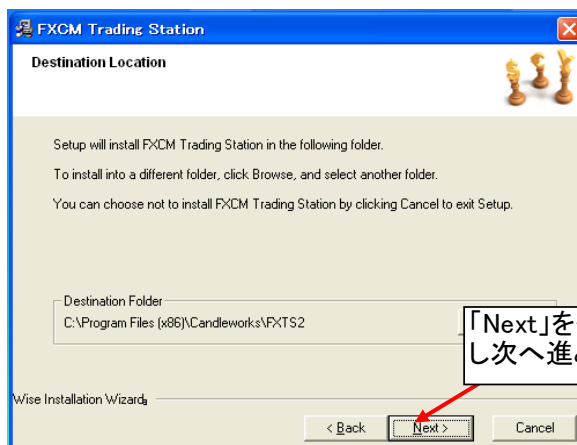 FXCM Trading Station
Destination Location
Setup will install FXCM Trading Station in the following folder.
To install into a different folder, click Browse, and select another folder.
You can choose not to install FXCM Trading Station by clicking Cancel to exit Setup.
Destination Folder
C:\Program Files (x86)\Candleworks\FXTS2
「Next」を
し次へ進
Wise Installation Wizard
< Back
Next >
Cancel